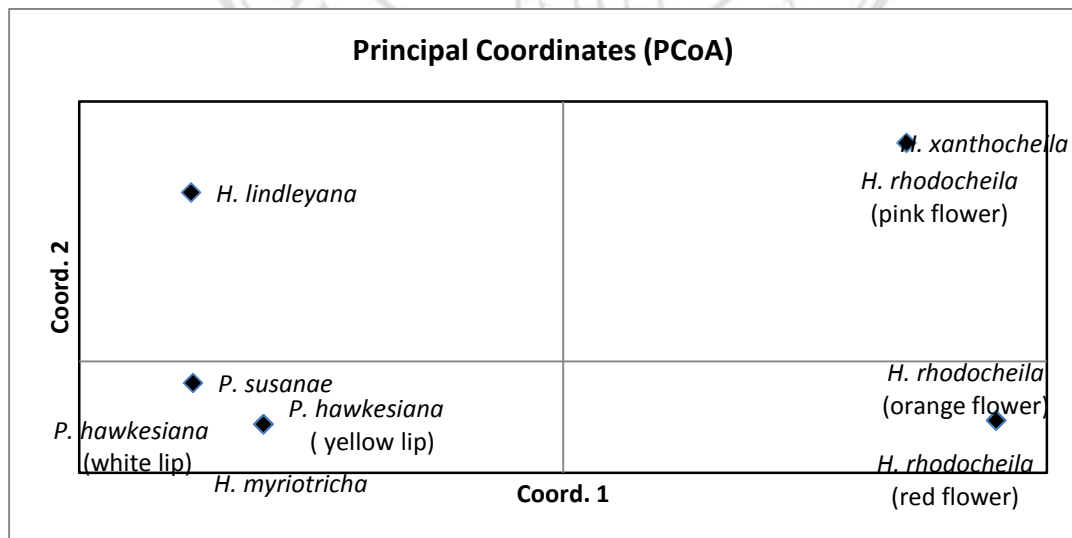 Principal Coordinates (PCoA)
H. xanthocheila
H. rhodocheila
(pink flower)
H. lindleyana
Coord. 2
P. susanae
P. hawkesiana
( yellow lip)
P. hawkesiana
(white lip)
H. myriotricha
H. rhodocheila
(orange flower)
H. rhodocheila
(red flower)
Coord. 1